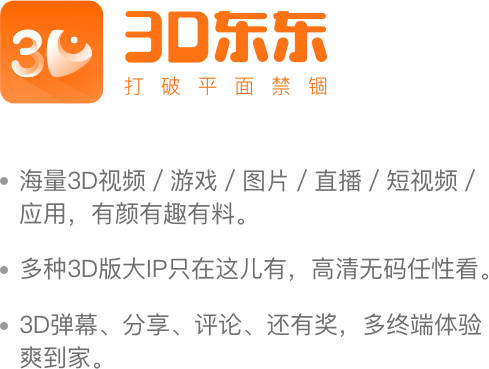 3D
3D东东
打破平面禁锢
• 海量3D视频 / 游戏 / 图片 / 直播 / 短视频 /
应用，有颜有趣有料。
• 多种3D版大IP只在这儿有，高清无码任性看。
• 3D弹幕、分享、评论、还有奖，多终端体验
爽到家。